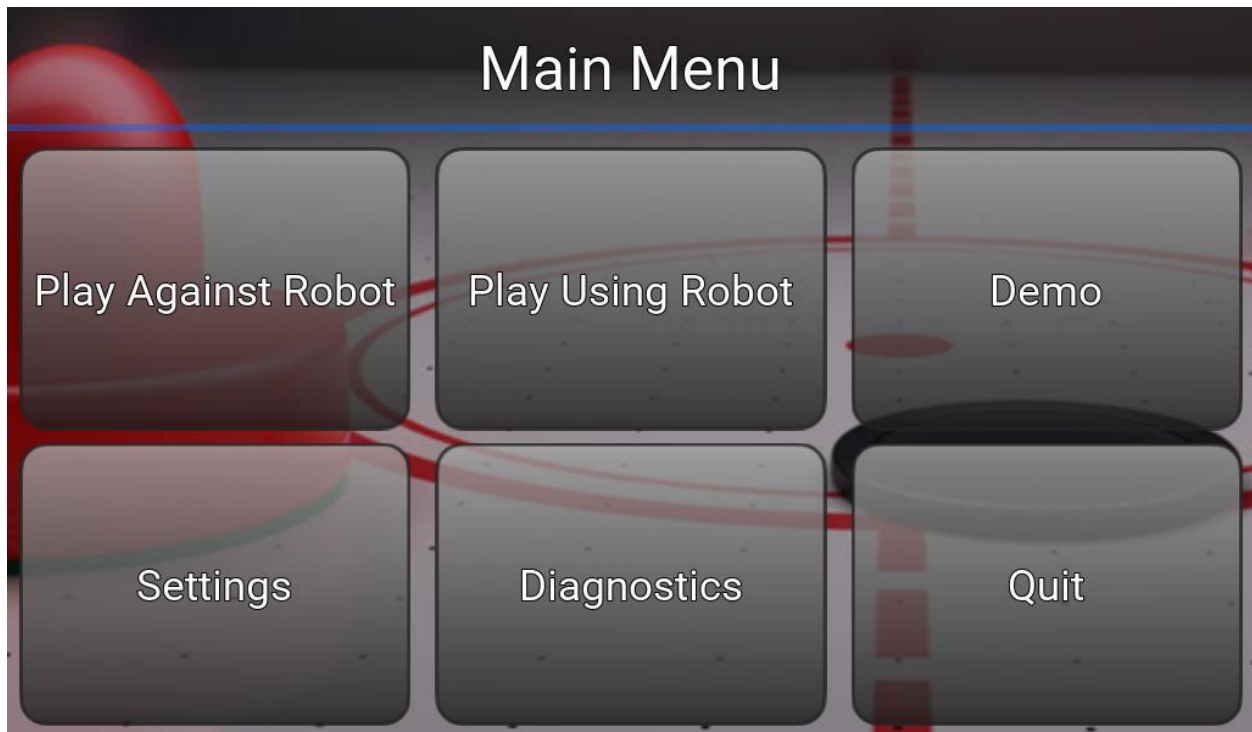 Main Menu
Play Against Robot
Play Using Robot
Demo
Settings
Diagnostics
Quit